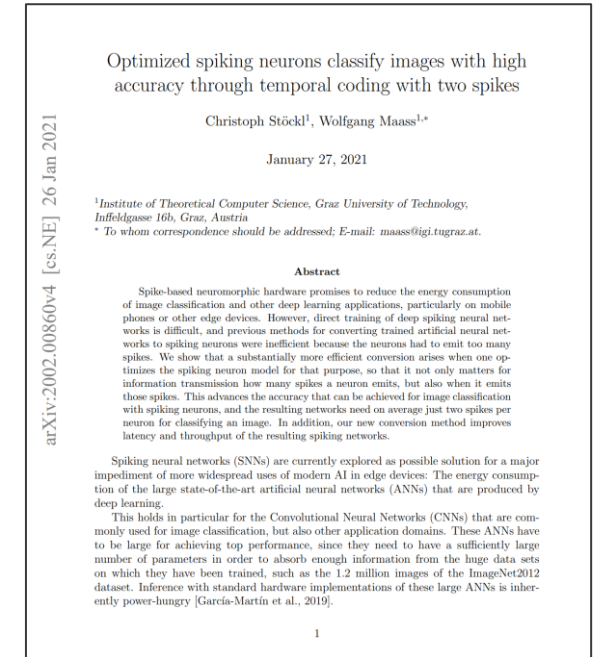 Optimized spiking neurons classify images with high
accuracy through temporal coding with two spikes
Christoph Stöckl¹, Wolfgang Maass¹,*
January 27, 2021
¹Institute of Theoretical Computer Science, Graz University of Technology,
Inffeldgasse 16b, Graz, Austria
* To whom correspondence should be addressed; E-mail: maass@igi.tugraz.at.
Abstract
Spike-based neuromorphic hardware promises to reduce the energy consumption
of image classification and other deep learning applications, particularly on mobile
phones or other edge devices. However, direct training of deep spiking neural net-
works is difficult, and previous methods for converting trained artificial neural net-
works to spiking neurons were inefficient because the neurons had to emit too many
spikes. We show that a substantially more efficient conversion arises when one op-
timizes the spiking neuron model for that purpose, so that it not only matters for
information transmission how many spikes a neuron emits, but also when it emits
those spikes. This advances the accuracy that can be achieved for image classification
with spiking neurons, and the resulting networks need on average just two spikes per
neuron for classifying an image. In addition, our new conversion method improves
latency and throughput of the resulting spiking networks.
Spiking neural networks (SNNs) are currently explored as possible solution for a major
impediment of more widespread uses of modern AI in edge devices: The energy consump-
tion of the large state-of-the-art artificial neural networks (ANNs) that are produced by
deep learning.
This holds in particular for the Convolutional Neural Networks (CNNs) that are com-
monly used for image classification, but also other application domains. These ANNs have
to be large for achieving top performance, since they need to have a sufficiently large
number of parameters in order to absorb enough information from the huge data sets
on which they have been trained, such as the 1.2 million images of the ImageNet2012
dataset. Inference with standard hardware implementations of these large ANNs is inher-
ently power-hungry [García-Martín et al., 2019].
1
arXiv:2002.00860v4 [cs.NE] 26 Jan 2021